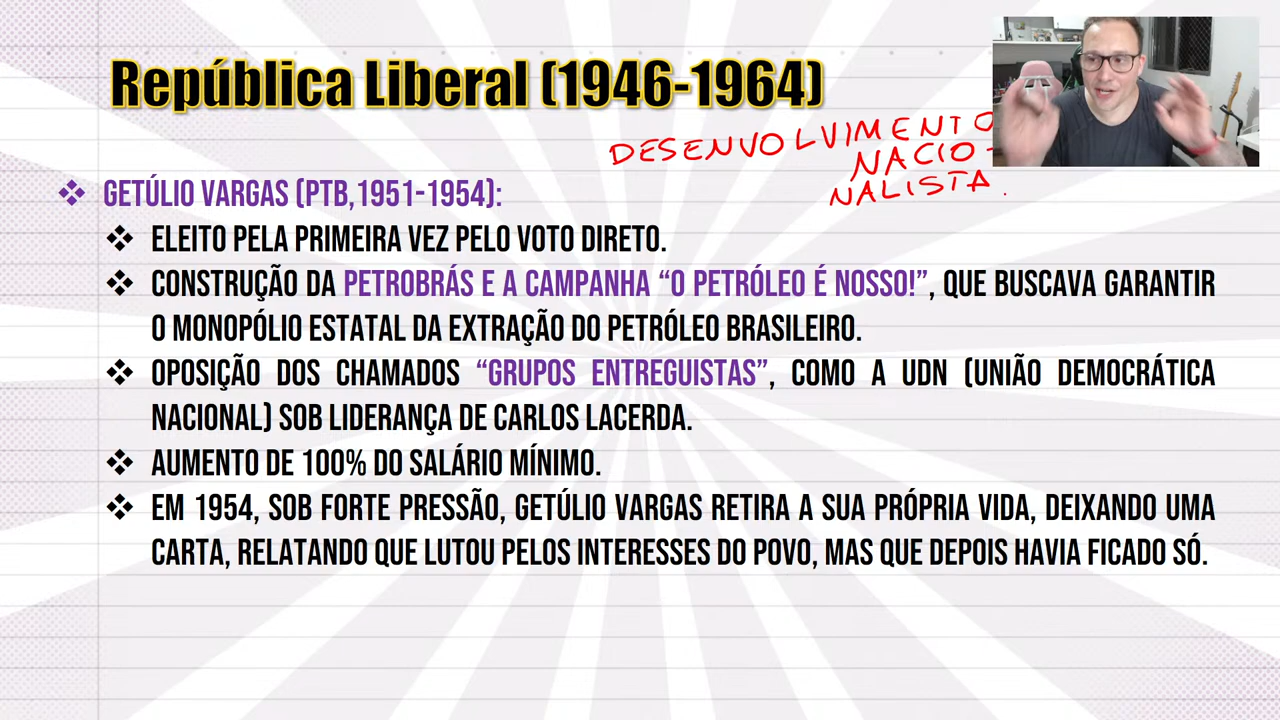 República Liberal (1946-1964)
DESENVOLVIMENTO
NACIO-
NALISTA.
GETÚLIO VARGAS (PTB,1951-1954):
ELEITO PELA PRIMEIRA VEZ PELO VOTO DIRETO.
CONSTRUÇÃO DA PETROBRÁS E A CAMPANHA “O PETRÓLEO É NOSSO!”, QUE BUSCAVA GARANTIR
O MONOPÓLIO ESTATAL DA EXTRAÇÃO DO PETRÓLEO BRASILEIRO.
OPOSIÇÃO DOS CHAMADOS “GRUPOS ENTREGUISTAS”, COMO A UDN (UNIÃO DEMOCRÁTICA
NACIONAL) SOB LIDERANÇA DE CARLOS LACERDA.
AUMENTO DE 100% DO SALÁRIO MÍNIMO.
EM 1954, SOB FORTE PRESSÃO, GETÚLIO VARGAS RETIRA A SUA PRÓPRIA VIDA, DEIXANDO UMA
CARTA, RELATANDO QUE LUTOU PELOS INTERESSES DO POVO, MAS QUE DEPOIS HAVIA FICADO SÓ.